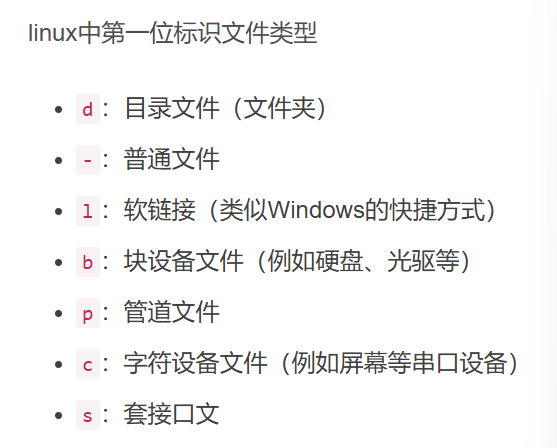 linux中第一位标识文件类型
• d：目录文件（文件夹）
• -：普通文件
• l：软链接（类似Windows的快捷方式）
• b：块设备文件（例如硬盘、光驱等）
• p：管道文件
• c：字符设备文件（例如屏幕等串口设备）
• s：套接口文